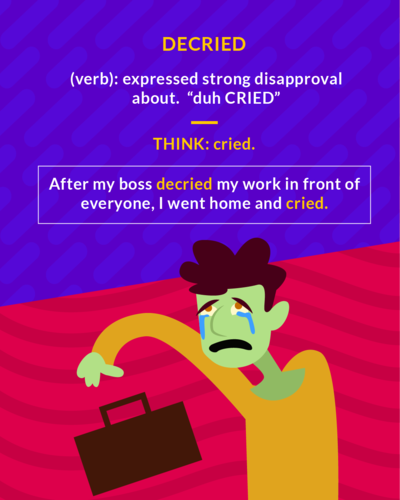 DECRIED
(verb): expressed strong disapproval
about. “duh CRIED”
THINK: cried.
After my boss decried my work in front of
everyone, I went home and cried.